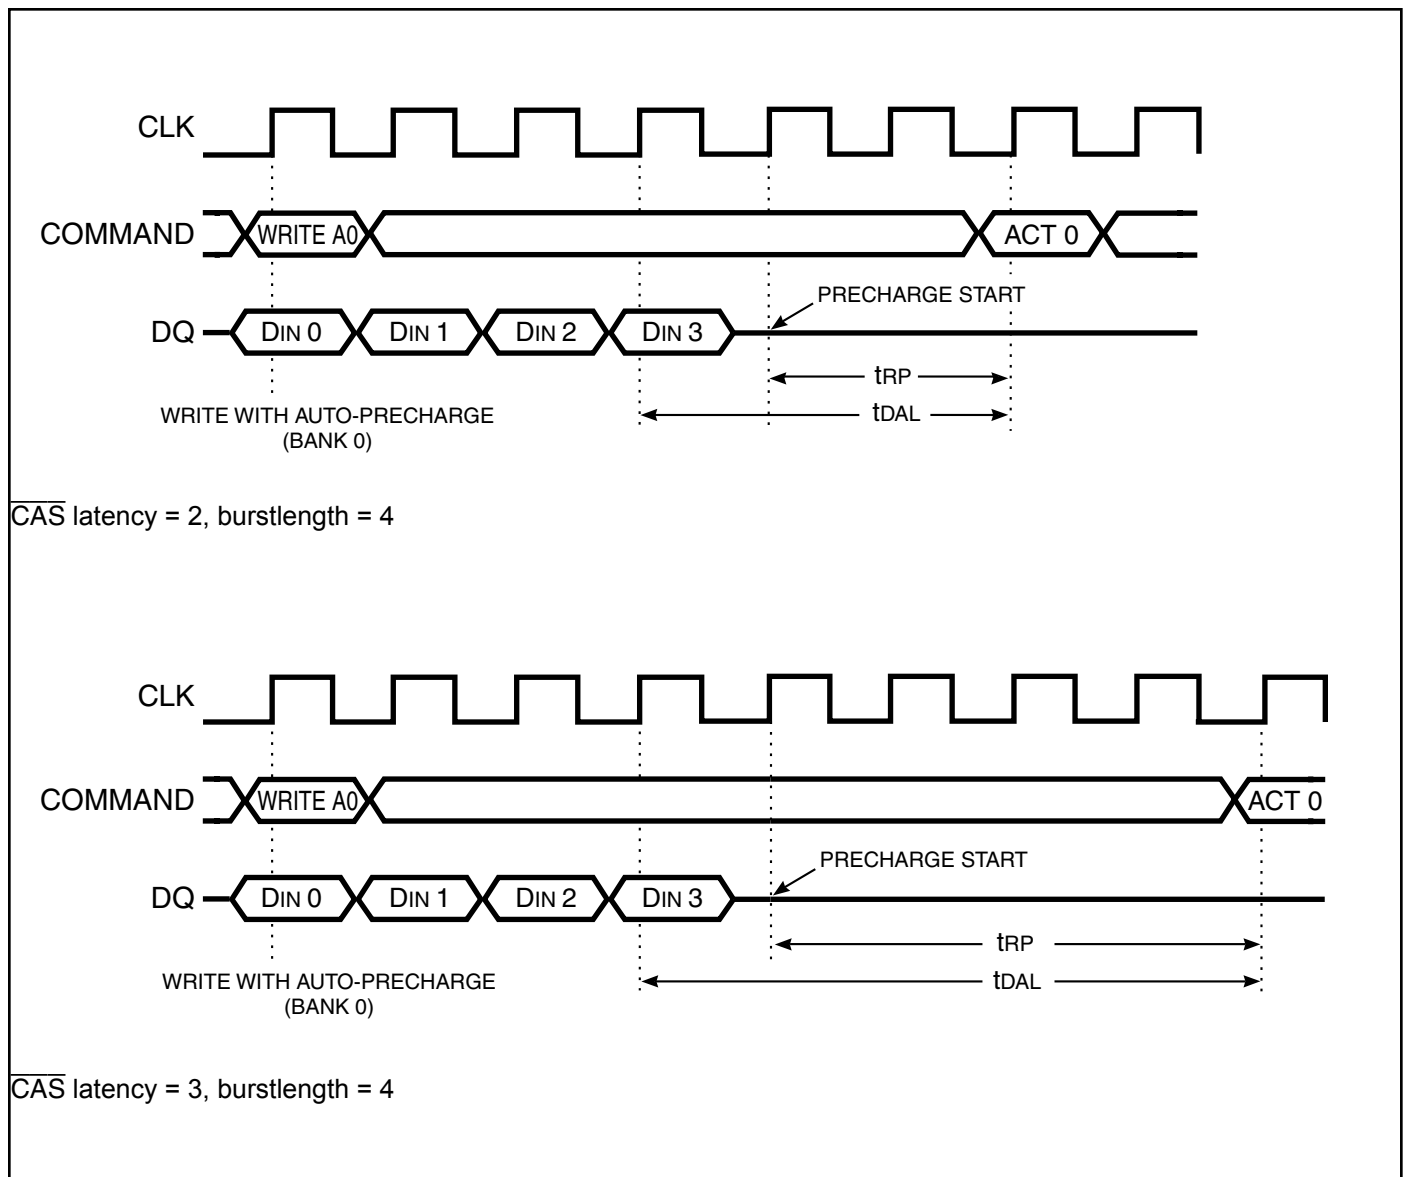 CLK
COMMAND
WRITE A0
ACT 0
PRECHARGE START
DQ
DIN 0
DIN 1
DIN 2
DIN 3
tRP
tDAL
WRITE WITH AUTO-PRECHARGE
(BANK 0)
CAS latency = 2, burstlength = 4
CLK
COMMAND
WRITE A0
ACT 0
PRECHARGE START
DQ
DIN 0
DIN 1
DIN 2
DIN 3
tRP
tDAL
WRITE WITH AUTO-PRECHARGE
(BANK 0)
CAS latency = 3, burstlength = 4